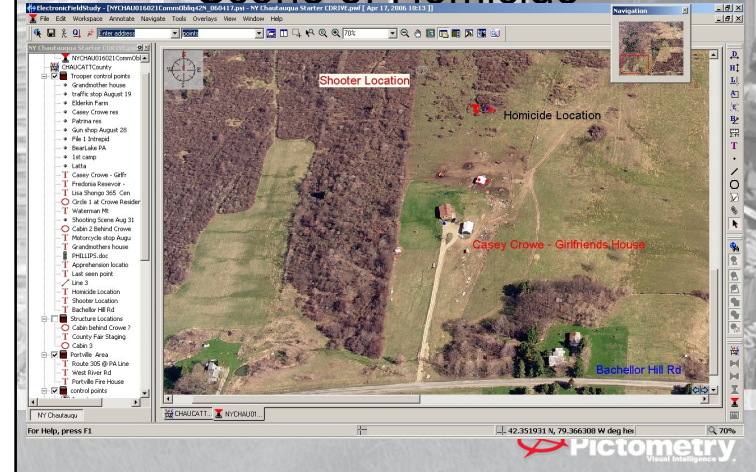 Scene of Homicide
ElectronicFieldStudy - [NYCHAU016021CommObliq42N_060417.psi - NY Chautauqua Starter CDRIVE.pwf [ Apr 17, 2006 10:13 ]]
File Edit Workspace Annotate Navigate Tools Overlays View Window Help
Enter address
points
70%
Navigation
NY Chautauqua Starter CDRIVE.pwf
NYCHAU016021CommObl
CHAUCATTCounty
Trooper control points
Grandmother house
traffic stop August 19
Elderkin Farm
Casey Crowe res
Patrina res
Gun shop August 28
File 1 Intrepid
BearLake PA
1st camp
Latta
Casey Crowe - Girlfr
Fredonia Resevoir -
Lisa Shongo 365 Cen
Circle 1 at Crowe Resider
Waterman Mt
Shooting Scene Aug 31
Cabin 2 Behind Crowe
Motorcycle stop Augu
Grandmothers house
PHILLIPS.doc
Apprehension locatio
Last seen point
Line 3
Homicide Location
Shooter Location
Bachellor Hill Rd
Structure Locations
Cabin behind Crowe ?
County Fair Staging
Cabin 3
Portville Area
Route 305 @ PA Line
West River Rd
Portville Fire House
control points
NY Chautauqu
Shooter Location
Homicide Location
Casey Crowe - Girlfriends House
Bachellor Hill Rd
CHAUCATT...
NYCHAU01...
For Help, press F1
42.351931 N, 79.366308 W deg he
70%
Pictometry
Visual Intelligence